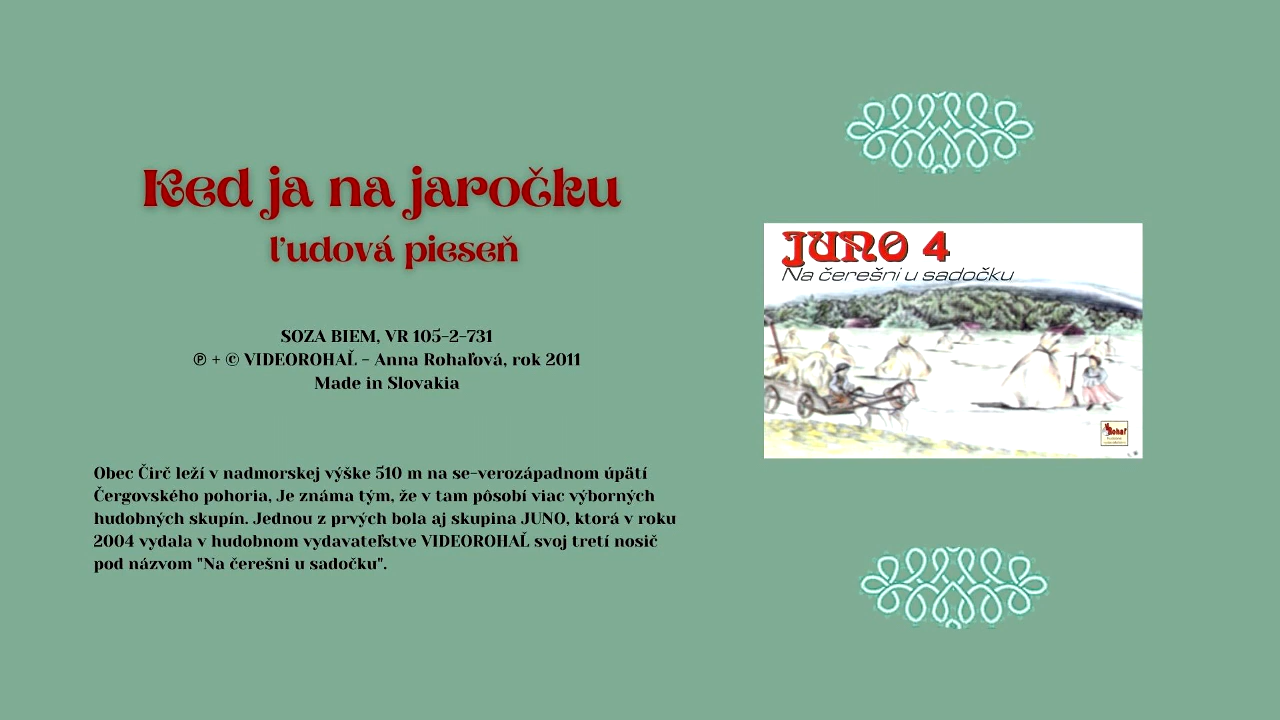 Ked ja na jaročku
ľudová pieseň
SOZA BIEM, VR 105-2-731
℗ + © VIDEOROHAĽ - Anna Rohaľová, rok 2011
Made in Slovakia
Obec Čirč leží v nadmorskej výške 510 m na se-verozápadnom úpätí
Čergovského pohoria, Je známa tým, že v tam pôsobí viac výborných
hudobných skupín. Jednou z prvých bola aj skupina JUNO, ktorá v roku
2004 vydala v hudobnom vydavateľstve VIDEOROHAĽ svoj tretí nosič
pod názvom "Na čerešni u sadočku".
JUNO 4
Na čerešni u sadočku
Rohaľ